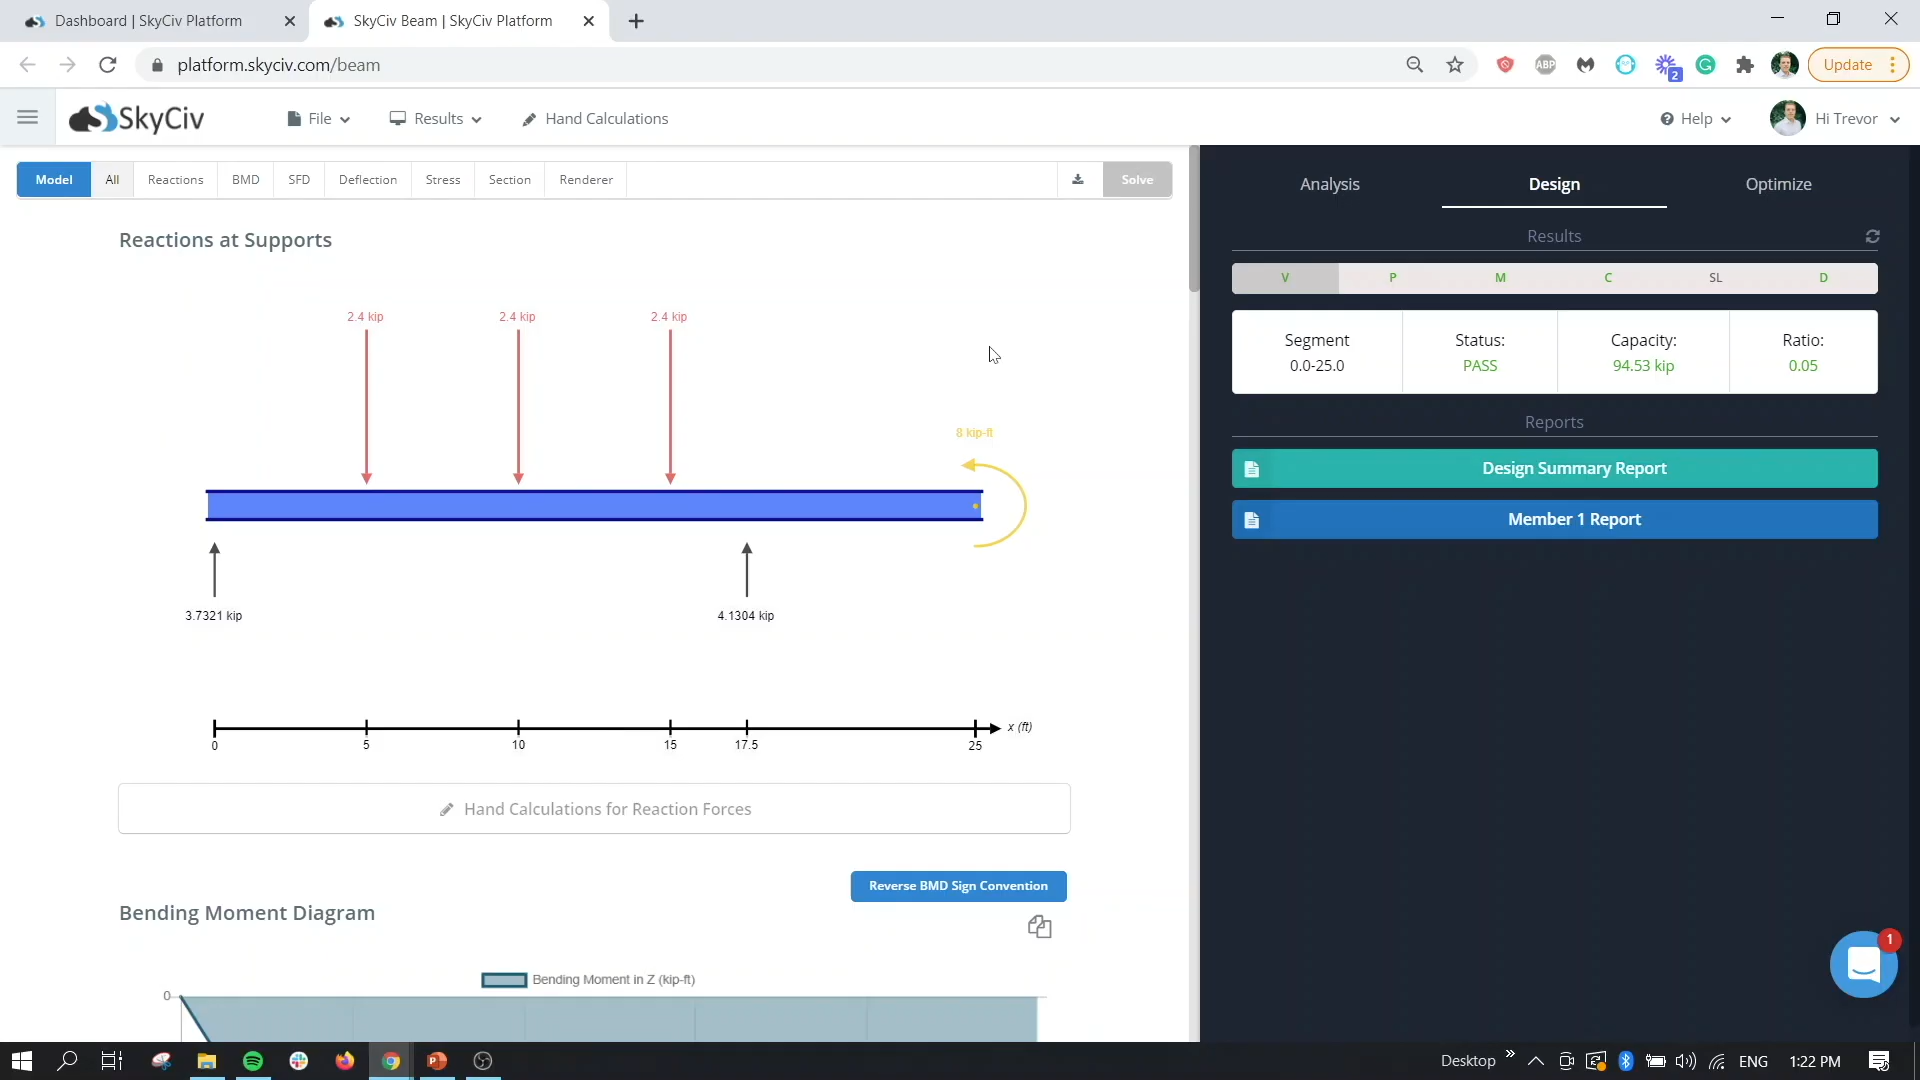 Dashboard | SkyCiv Platform
SkyCiv Beam | SkyCiv Platform
platform.skyciv.com/beam
ABP
2
G
Update
SkyCiv
File
Results
Hand Calculations
Help
Hi Trevor
Model
All
Reactions
BMD
SFD
Deflection
Stress
Section
Renderer
Solve
Analysis
Design
Optimize
Reactions at Supports
Results
V
P
M
C
SL
D
2.4 kip
2.4 kip
2.4 kip
Segment
Status:
Capacity:
Ratio:
0.0-25.0
PASS
94.53 kip
0.05
8 kip-ft
Reports
Design Summary Report
Member 1 Report
3.7321 kip
4.1304 kip
x (ft)
0
5
10
15
17.5
25
Hand Calculations for Reaction Forces
Reverse BMD Sign Convention
Bending Moment Diagram
1
Bending Moment in Z (kip-ft)
0
Desktop
ENG
1:22 PM